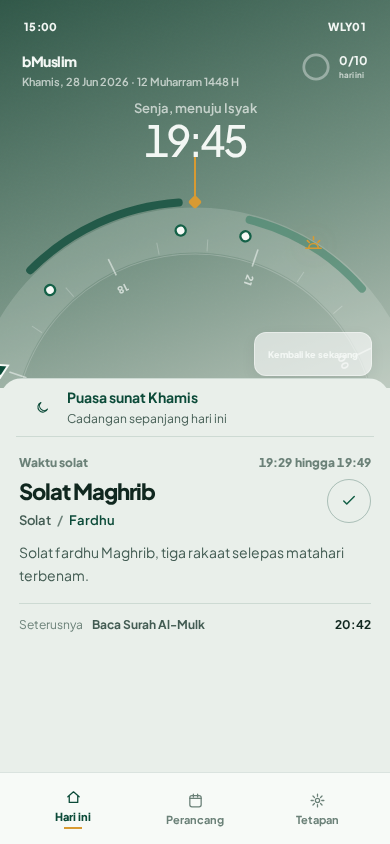 15:00
WLY01
bMuslim
Khamis, 28 Jun 2026 · 12 Muharram 1448 H
0/10
hari ini
Senja, menuju Isyak
19:45
18
21
Kembali ke sekarang
Puasa sunat Khamis
Cadangan sepanjang hari ini
Waktu solat
19:29 hingga 19:49
Solat Maghrib
Solat / Fardhu
Solat fardhu Maghrib, tiga rakaat selepas matahari
terbenam.
Seterusnya Baca Surah Al-Mulk
20:42
Hari ini
Perancang
Tetapan